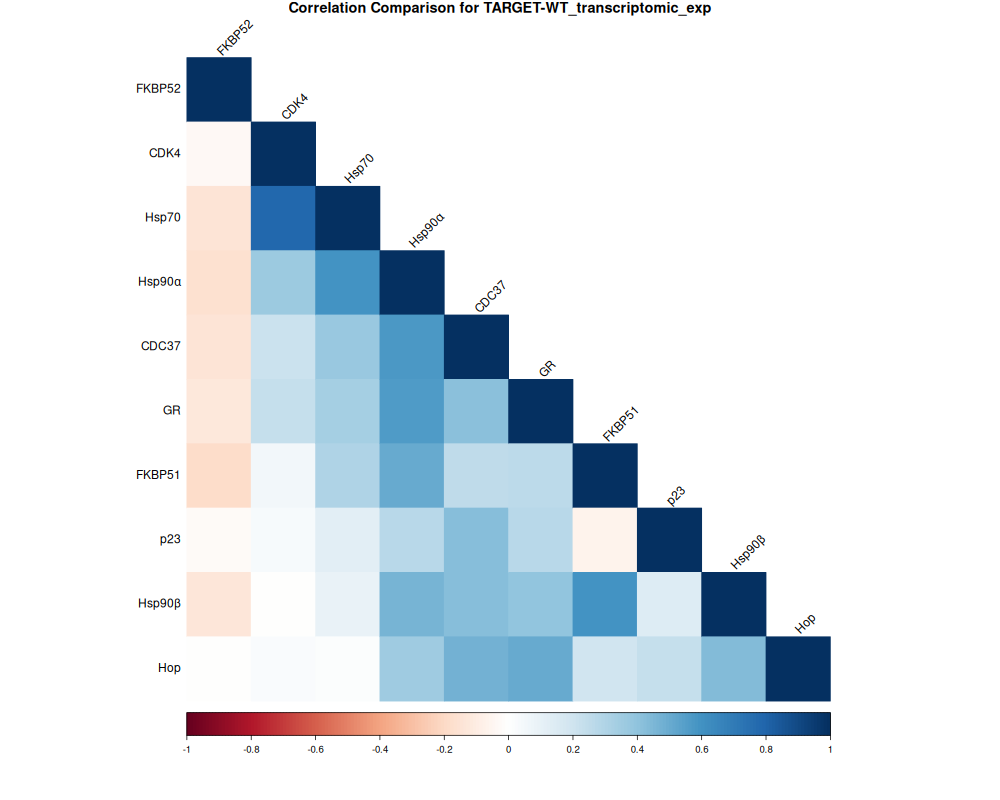 Correlation Comparison for TARGET-WT_transcriptomic_exp
FKBP52
FKBP52
CDK4
CDK4
Hsp70
Hsp70
Hsp90α
Hsp90α
CDC37
CDC37
GR
GR
FKBP51
FKBP51
p23
p23
Hsp90β
Hsp90β
Hop
Hop
-1 -0.8 -0.6 -0.4 -0.2 0 0.2 0.4 0.6 0.8 1